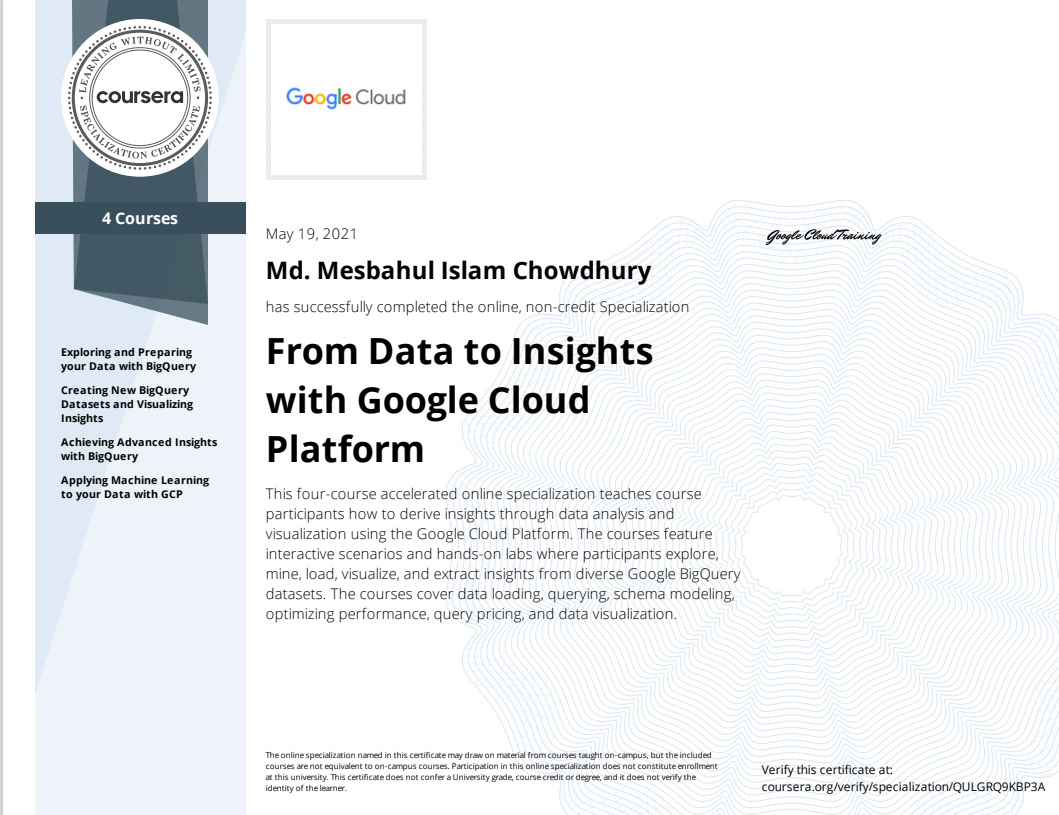 LEARNING WITHOUT LIMITS
coursera
SPECIALIZATION CERTIFICATE
4 Courses
Exploring and Preparing
your Data with BigQuery
Creating New BigQuery
Datasets and Visualizing
Insights
Achieving Advanced Insights
with BigQuery
Applying Machine Learning
to your Data with GCP
Google Cloud
May 19, 2021
Google Cloud Training
Md. Mesbahul Islam Chowdhury
has successfully completed the online, non-credit Specialization
From Data to Insights
with Google Cloud
Platform
This four-course accelerated online specialization teaches course
participants how to derive insights through data analysis and
visualization using the Google Cloud Platform. The courses feature
interactive scenarios and hands-on labs where participants explore,
mine, load, visualize, and extract insights from diverse Google BigQuery
datasets. The courses cover data loading, querying, schema modeling,
optimizing performance, query pricing, and data visualization.
The online specialization named in this certificate may draw on material from courses taught on-campus, but the included
courses are not equivalent to on-campus courses. Participation in this online specialization does not constitute enrollment
at this university. This certificate does not confer a University grade, course credit or degree, and it does not verify the
identity of the learner.
Verify this certificate at:
coursera.org/verify/specialization/QULGRQ9KBP3A